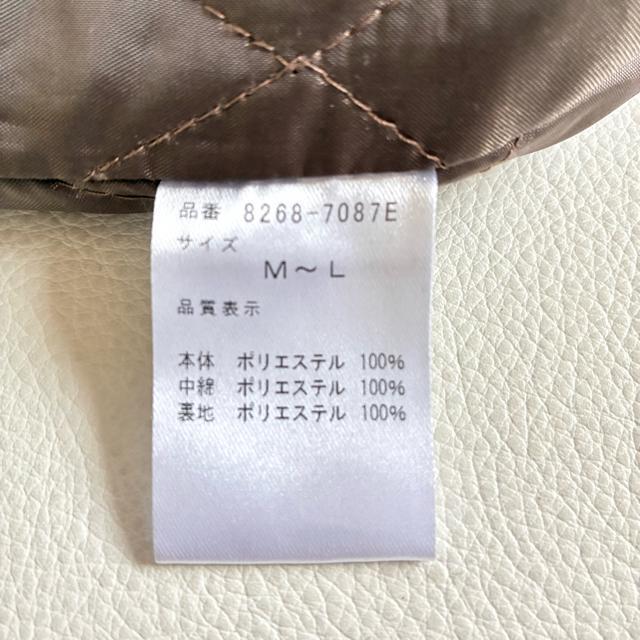 品番 8268-7087E
サイズ
M～L
品質表示
本体 ポリエステル 100%
中綿 ポリエステル 100%
裏地 ポリエステル 100%